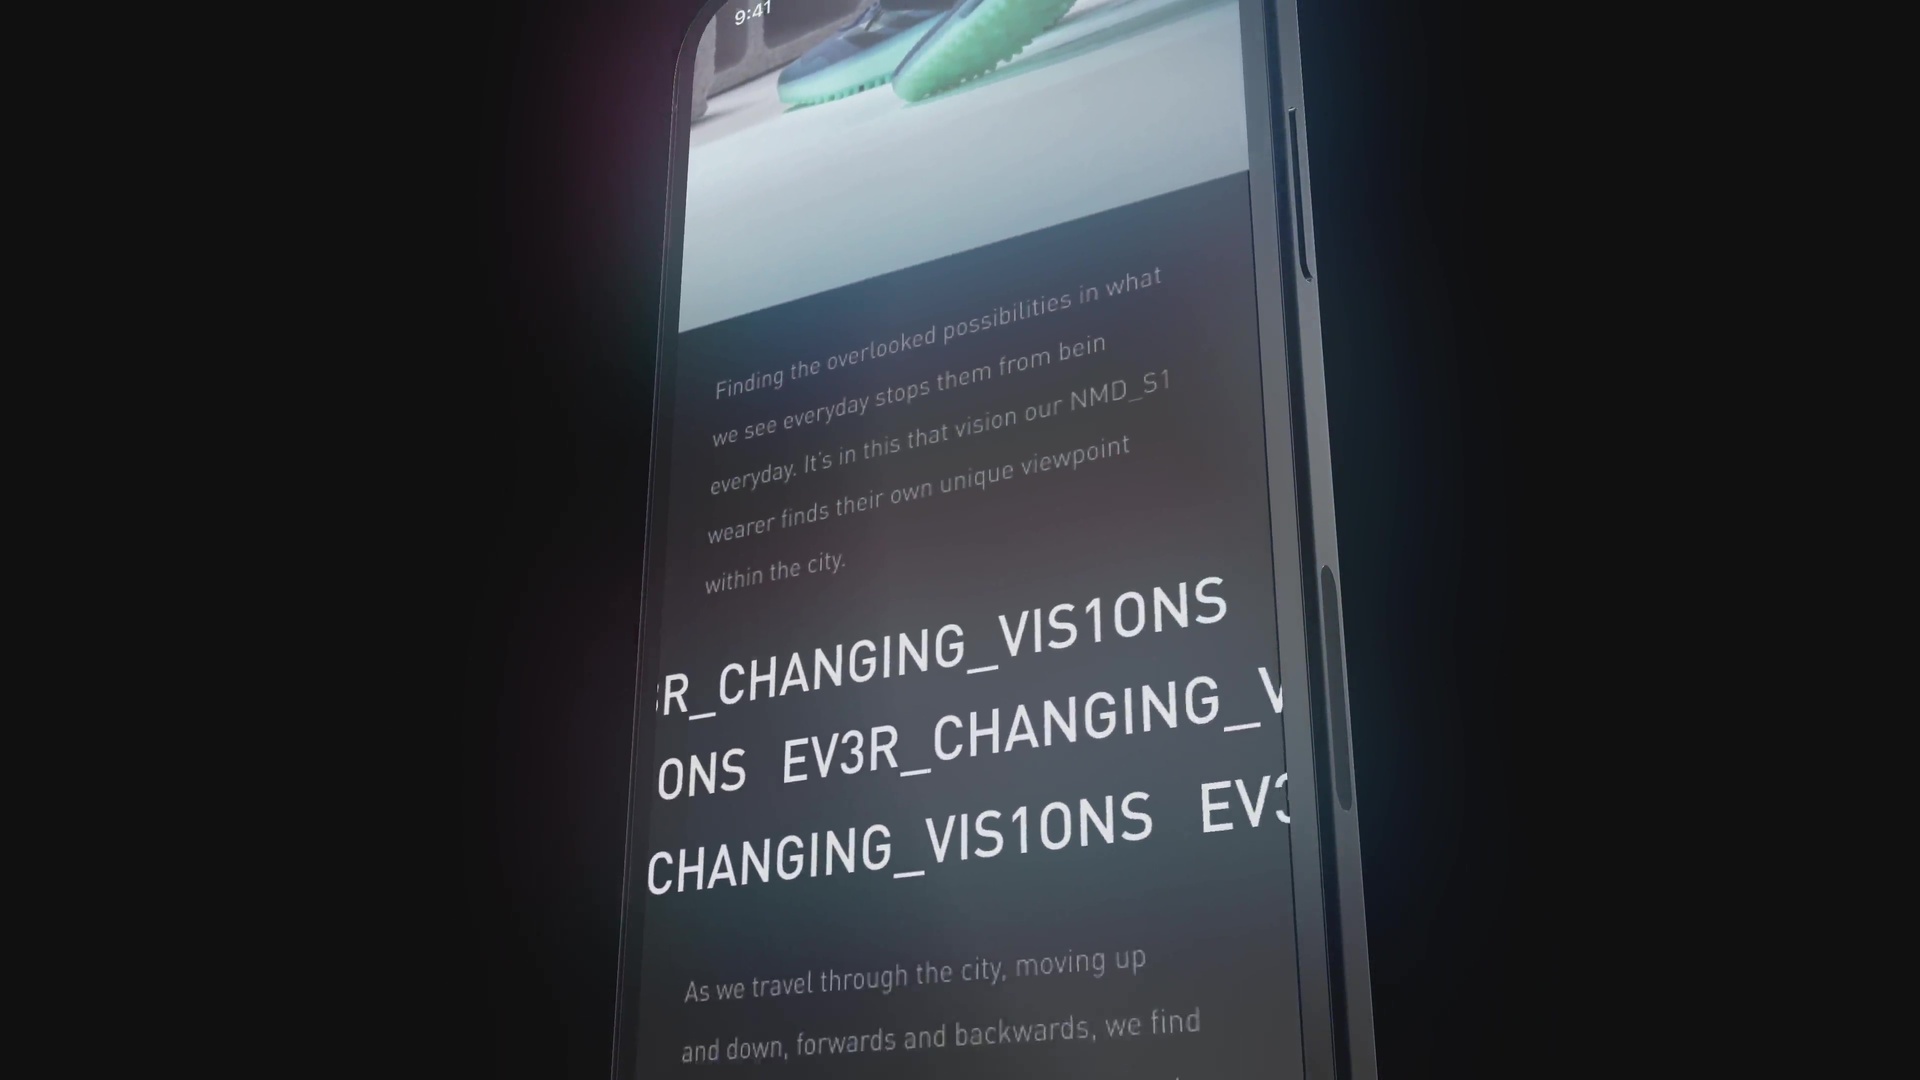 9:41
Finding the overlooked possibilities in what
we see everyday stops them from bein
everyday. It's in this that vision our NMD_S1
wearer finds their own unique viewpoint
within the city.
R_CHANGING_VIS1ONS
ONS EV3R_CHANGING_V
CHANGING_VIS1ONS EV3
As we travel through the city, moving up
and down, forwards and backwards, we find